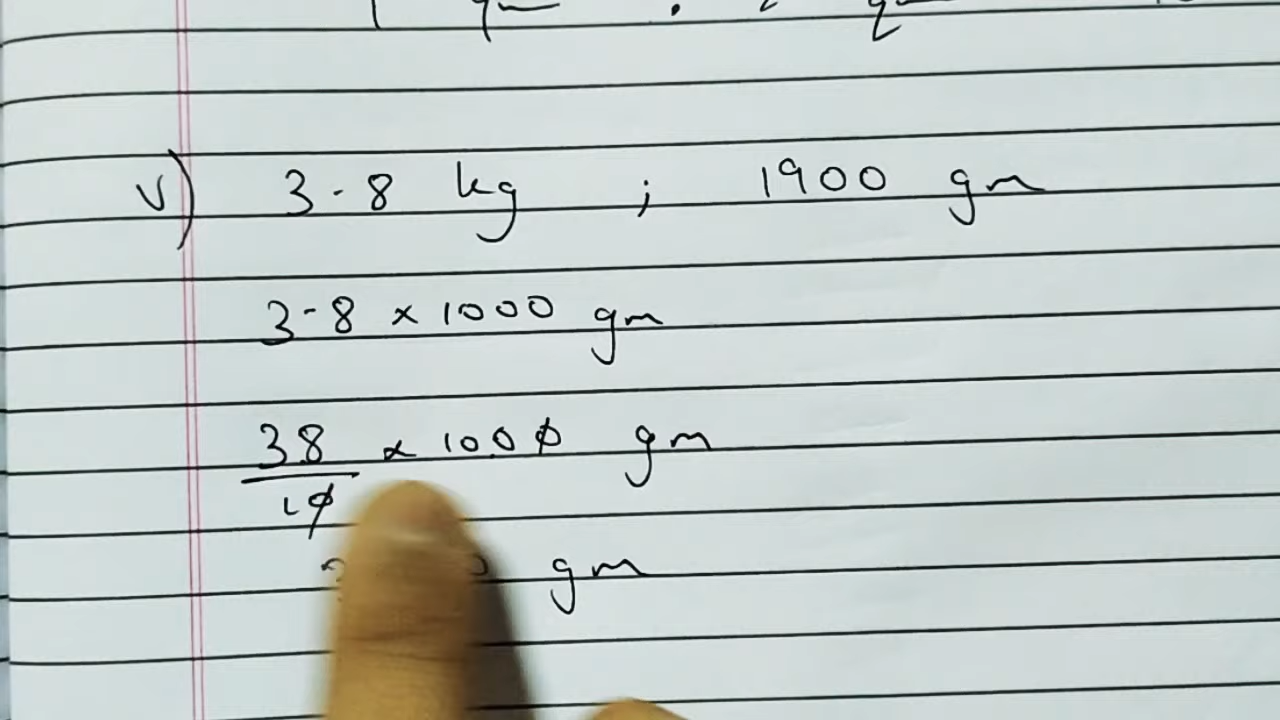 v) 3.8 kg ; 1900 gm
3.8 × 1000 gm
38 × 1000 gm
10
gm